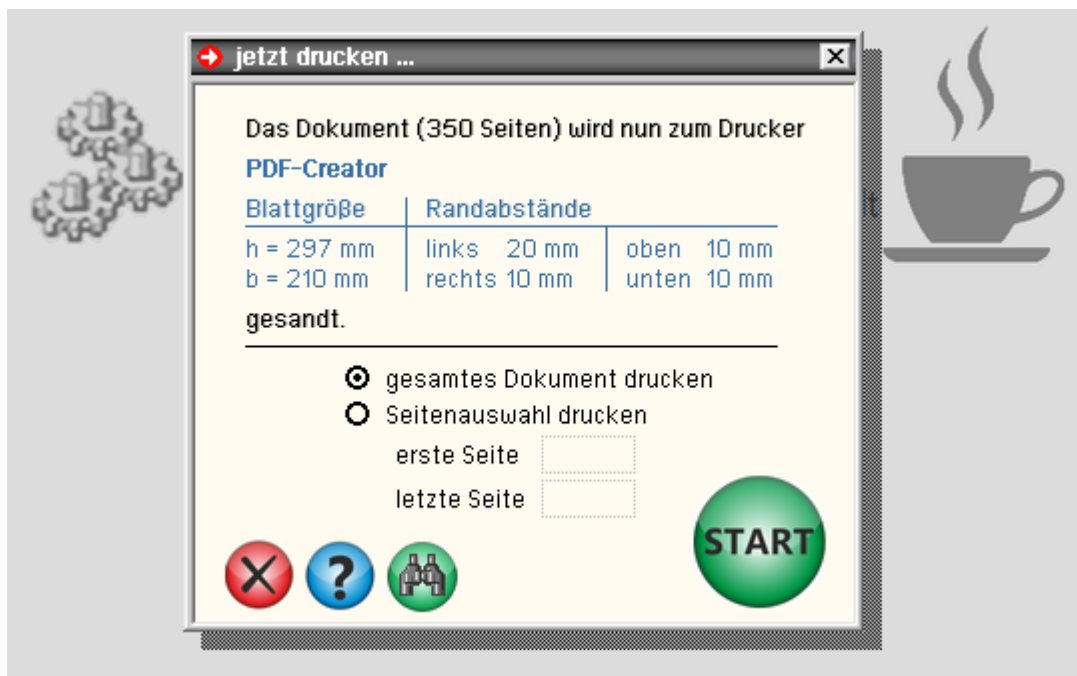 jetzt drucken ...
Das Dokument (350 Seiten) wird nun zum Drucker
PDF-Creator
Blattgröße Randabstände
h = 297 mm links 20 mm oben 10 mm
b = 210 mm rechts 10 mm unten 10 mm
gesandt.
gesamtes Dokument drucken
Seitenauswahl drucken
erste Seite
letzte Seite
START
?